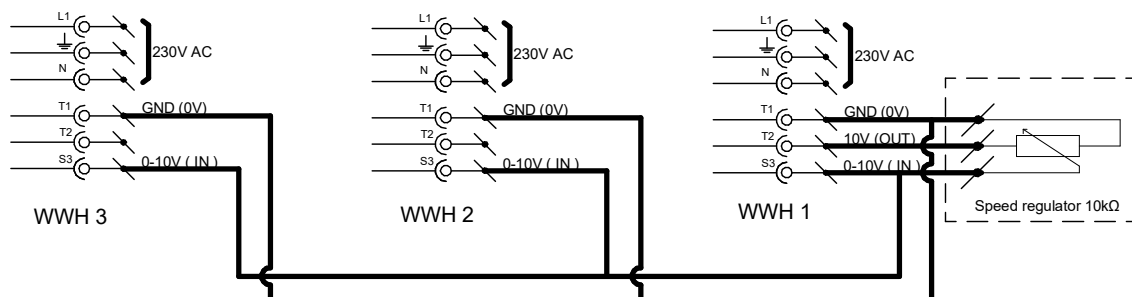 L1
230V AC
N
T1 GND (0V)
T2
S3 0-10V ( IN )
WWH 3
L1
230V AC
N
T1 GND (0V)
T2
S3 0-10V ( IN )
WWH 2
L1
230V AC
N
T1 GND (0V)
T2 10V (OUT)
S3 0-10V ( IN )
WWH 1
Speed regulator 10kΩ